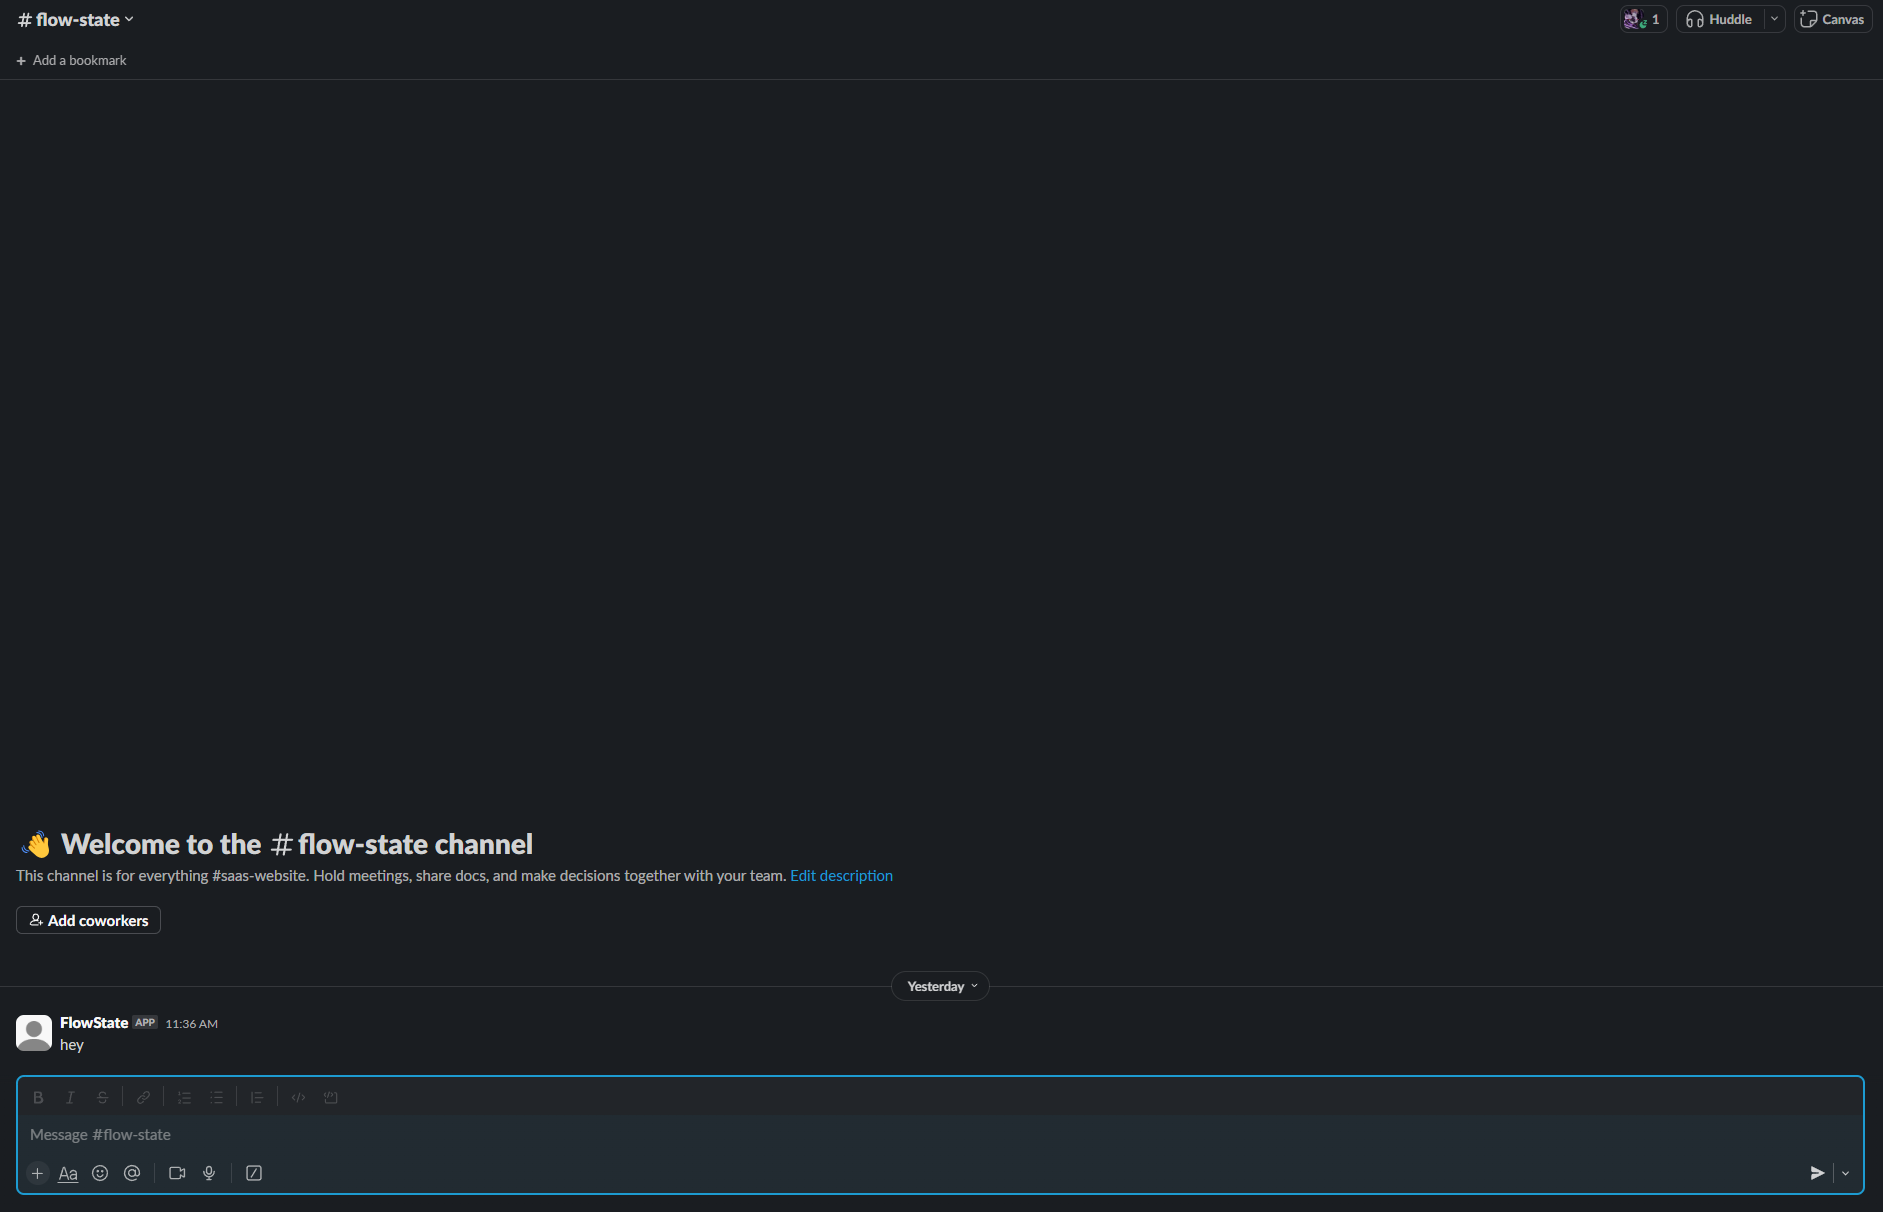 # flow-state
1
Huddle
Canvas
+ Add a bookmark
👋 Welcome to the # flow-state channel
This channel is for everything #saas-website. Hold meetings, share docs, and make decisions together with your team. Edit description
Add coworkers
Yesterday
FlowState APP 11:36 AM
hey
B I S
Message #flow-state
+ Aa @